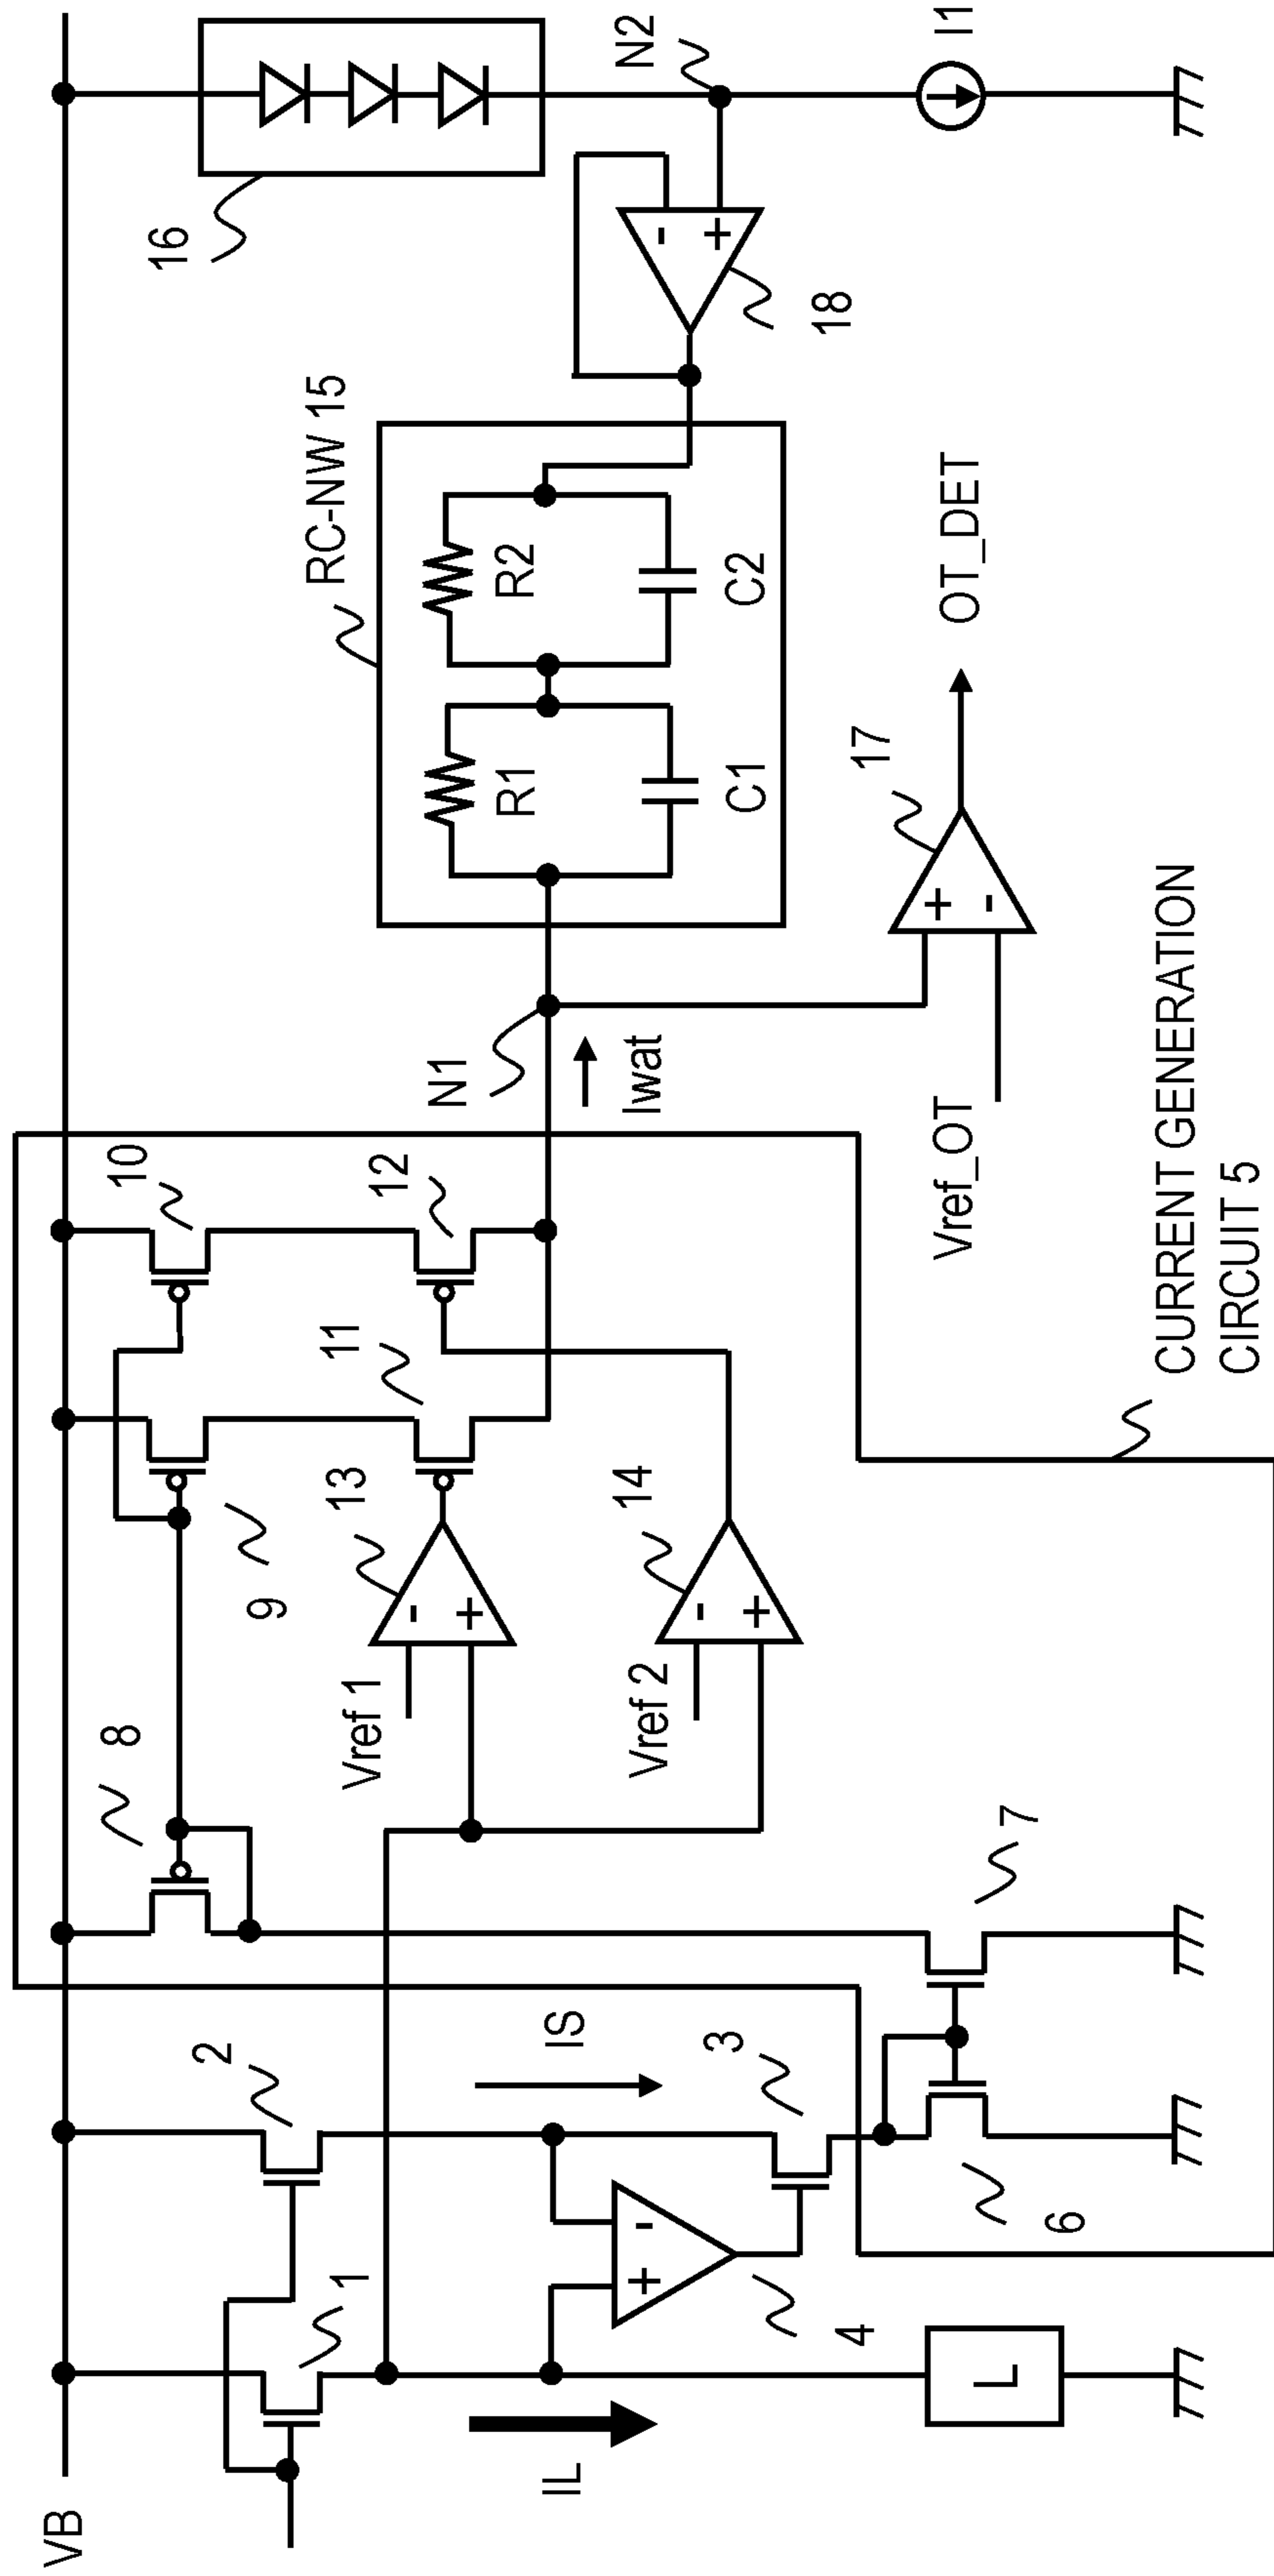 VB
1
2
IS
IL
4
3
L
6
7
8
9
10
11
12
13
14
- +
- +
+ -
Vref 1
Vref 2
N1
Iwat
RC-NW 15
R1
R2
C1
C2
16
N2
- +
18
I1
17
+ -
OT_DET
Vref_OT
CURRENT GENERATION
CIRCUIT 5